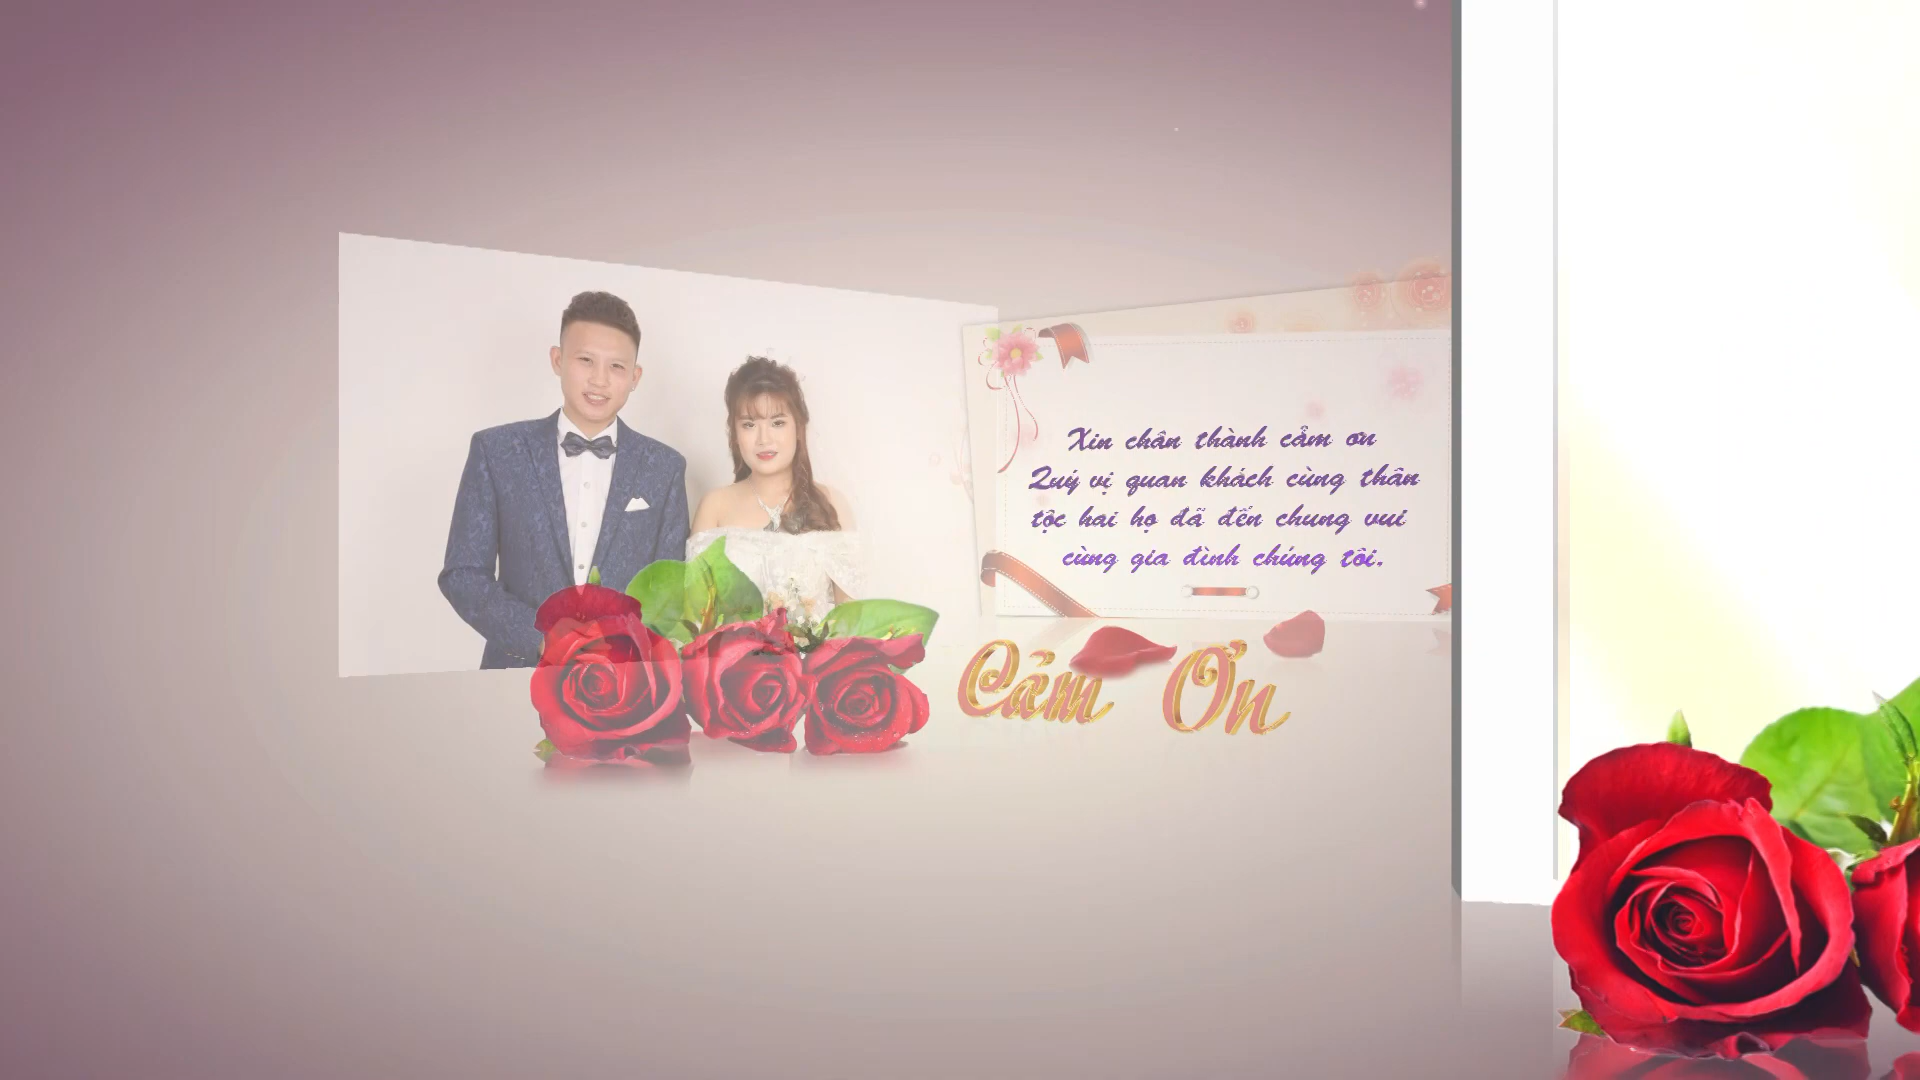 Xin chân thành cảm ơn
Quý vị quan khách cùng thân
tộc hai họ đã đến chung vui
cùng gia đình chúng tôi.
Cảm Ơn